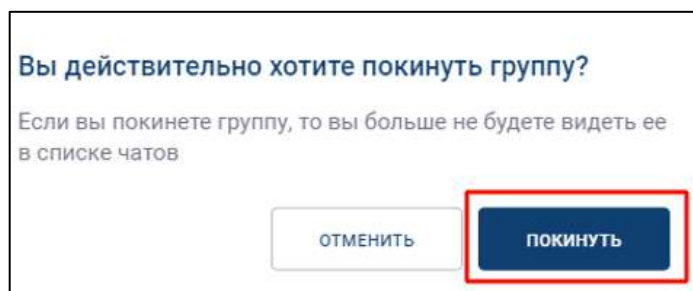 Вы действительно хотите покинуть группу?
Если вы покинете группу, то вы больше не будете видеть ее
в списке чатов
ОТМЕНИТЬ
ПОКИНУТЬ